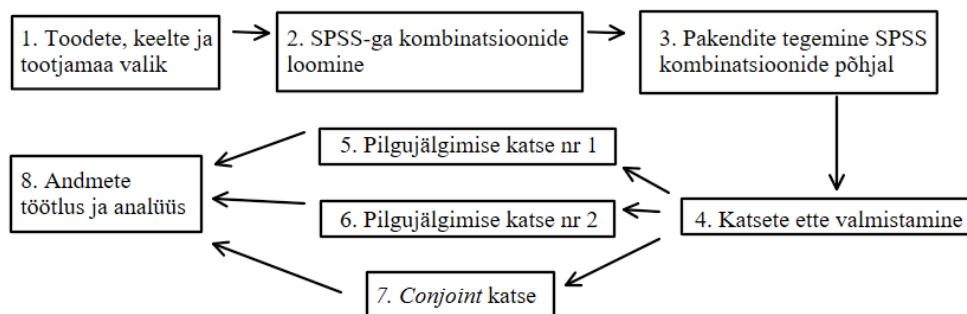 1. Toodete, keelte ja
tootjamaa valik
2. SPSS-ga kombinatsioonide
loomine
3. Pakendite tegemine SPSS
kombinatsioonide põhjal
4. Katsete ette valmistamine
5. Pilgujälgimise katse nr 1
6. Pilgujälgimise katse nr 2
7. Conjoint katse
8. Andmete
töötlus ja analüüs